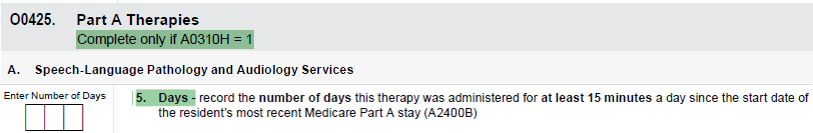 O0425. Part A Therapies
Complete only if A0310H = 1
A. Speech-Language Pathology and Audiology Services
Enter Number of Days
5. Days - record the number of days this therapy was administered for at least 15 minutes a day since the start date of
the resident's most recent Medicare Part A stay (A2400B)